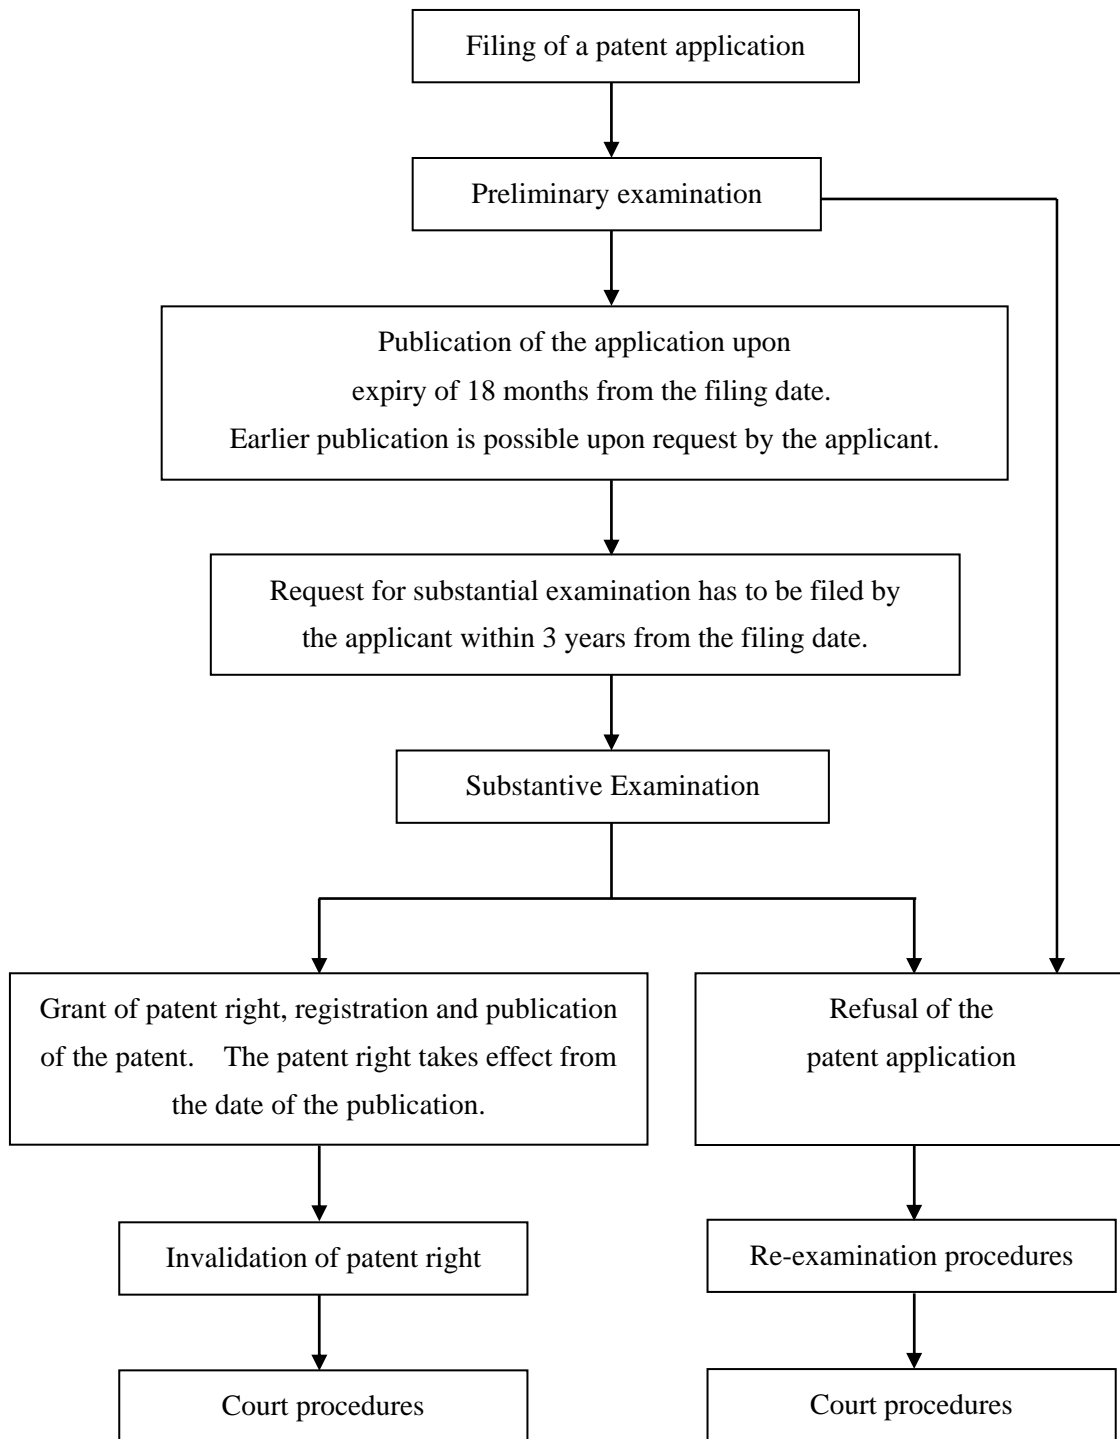 Filing of a patent application
Preliminary examination
Publication of the application upon
expiry of 18 months from the filing date.
Earlier publication is possible upon request by the applicant.
Request for substantial examination has to be filed by
the applicant within 3 years from the filing date.
Substantive Examination
Grant of patent right, registration and publication
of the patent. The patent right takes effect from
the date of the publication.
Refusal of the
patent application
Invalidation of patent right
Re-examination procedures
Court procedures
Court procedures